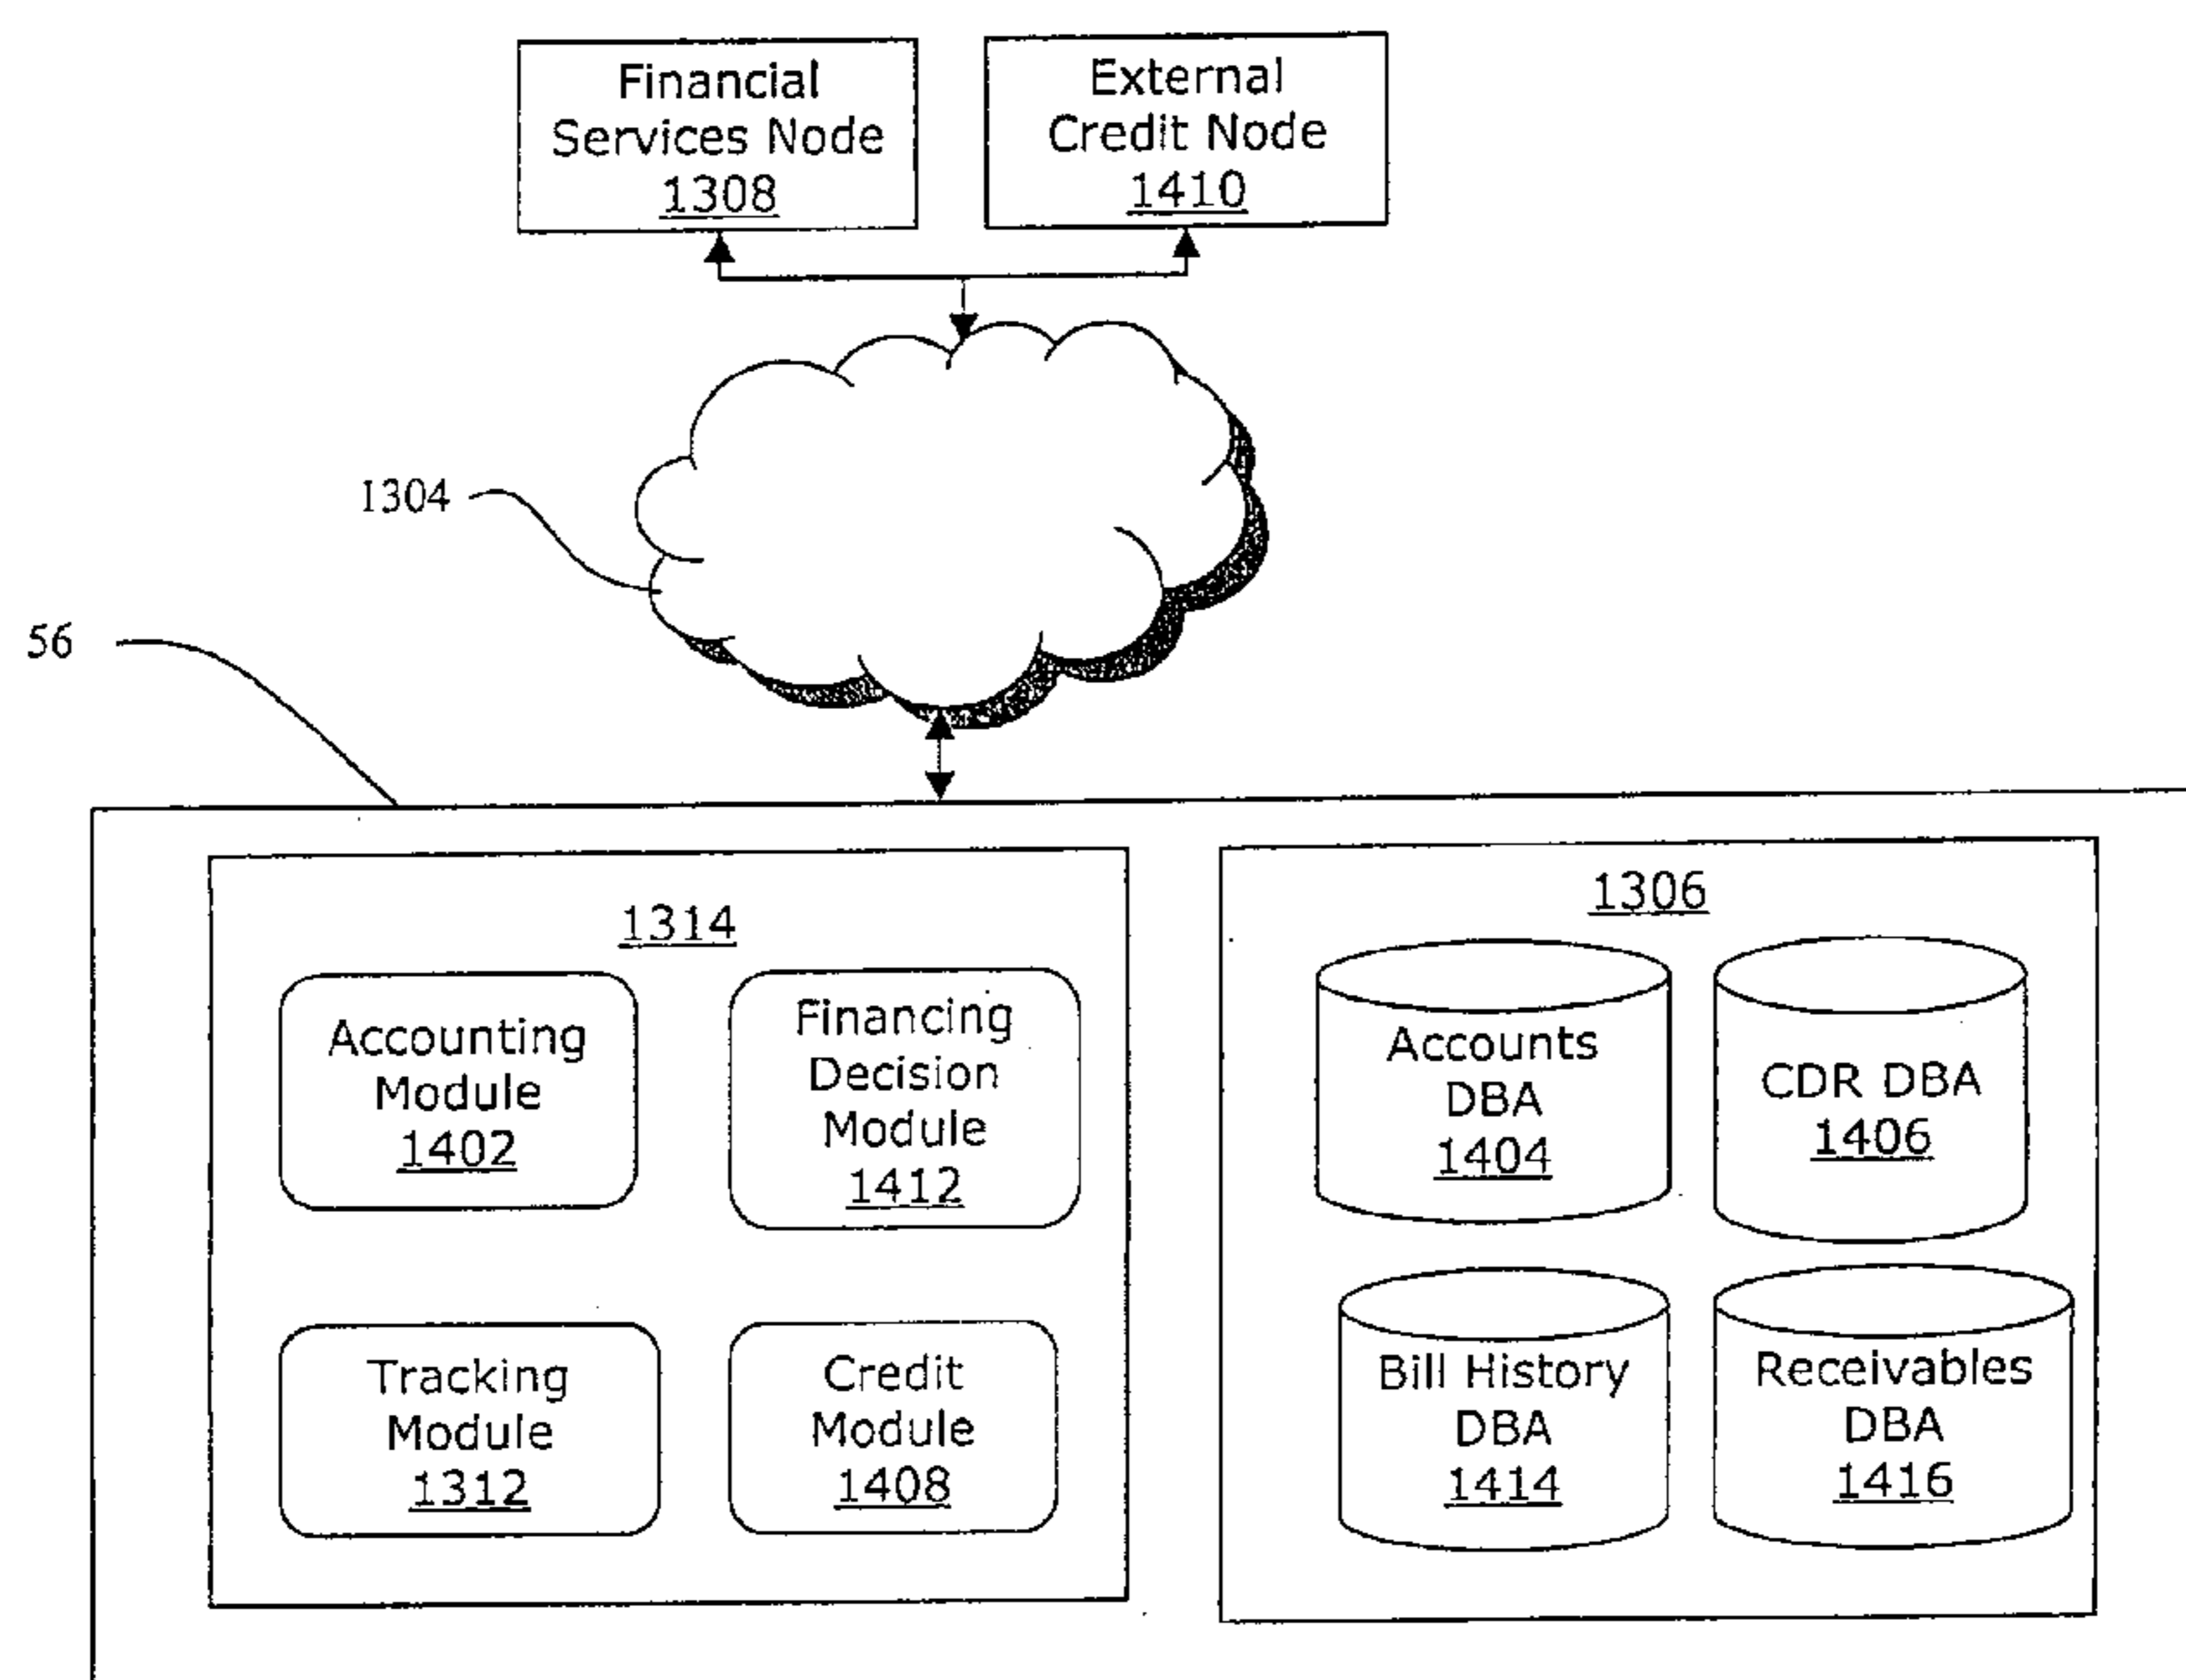 Financial
Services Node
1308
External
Credit Node
1410
1304
56
1314
Accounting
Module
1402
Financing
Decision
Module
1412
Tracking
Module
1312
Credit
Module
1408
1306
Accounts
DBA
1404
CDR DBA
1406
Bill History
DBA
1414
Receivables
DBA
1416